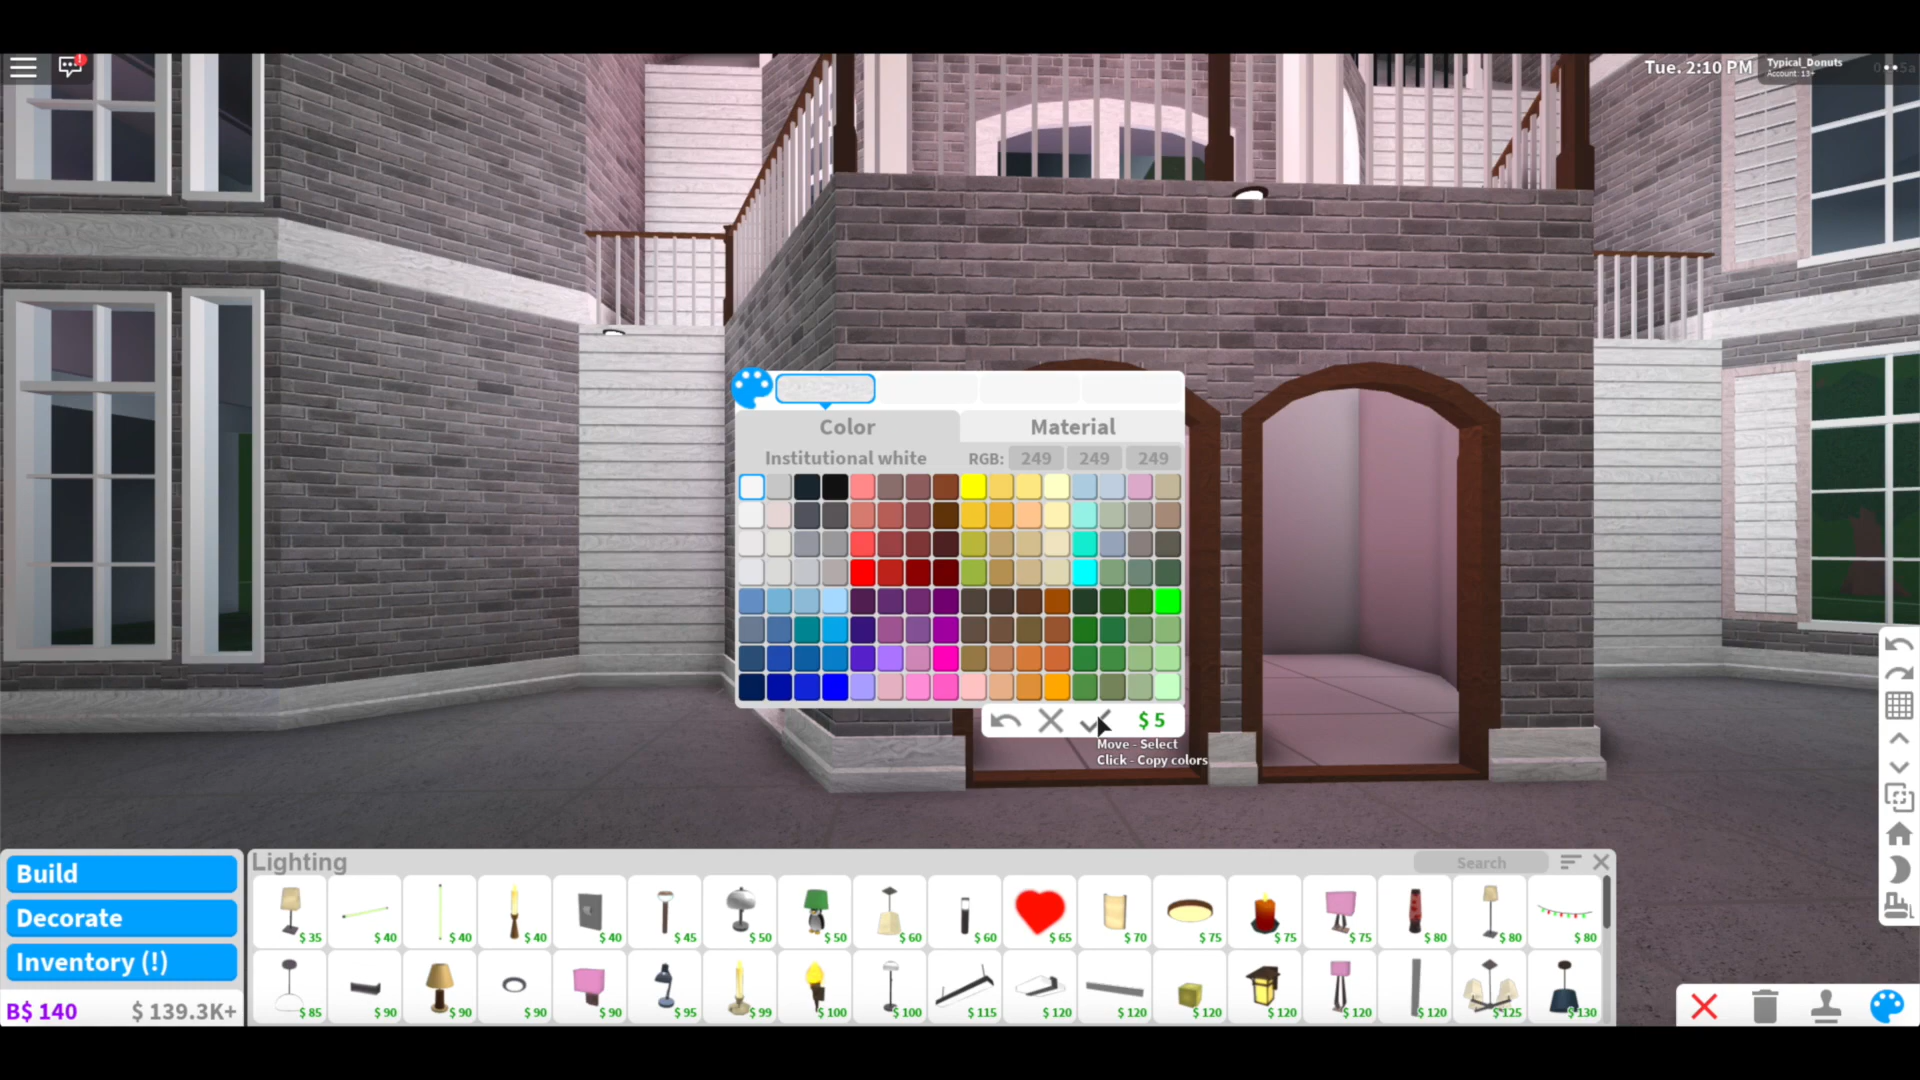 Tue. 2:10 PM
Typical_Donuts
Account: 13+
Color
Material
Institutional white
RGB: 249 249 249
$ 5
Move - Select
Click - Copy colors
Build
Decorate
Inventory (!)
B$ 140
$ 139.3K+
Lighting
Search
$ 35 $ 40 $ 40 $ 40 $ 40 $ 45 $ 50 $ 50 $ 60 $ 60 $ 65 $ 70 $ 75 $ 75 $ 75 $ 80 $ 80 $ 80
$ 85 $ 90 $ 90 $ 90 $ 90 $ 95 $ 99 $ 100 $ 100 $ 115 $ 120 $ 120 $ 120 $ 120 $ 120 $ 120 $ 125 $ 130